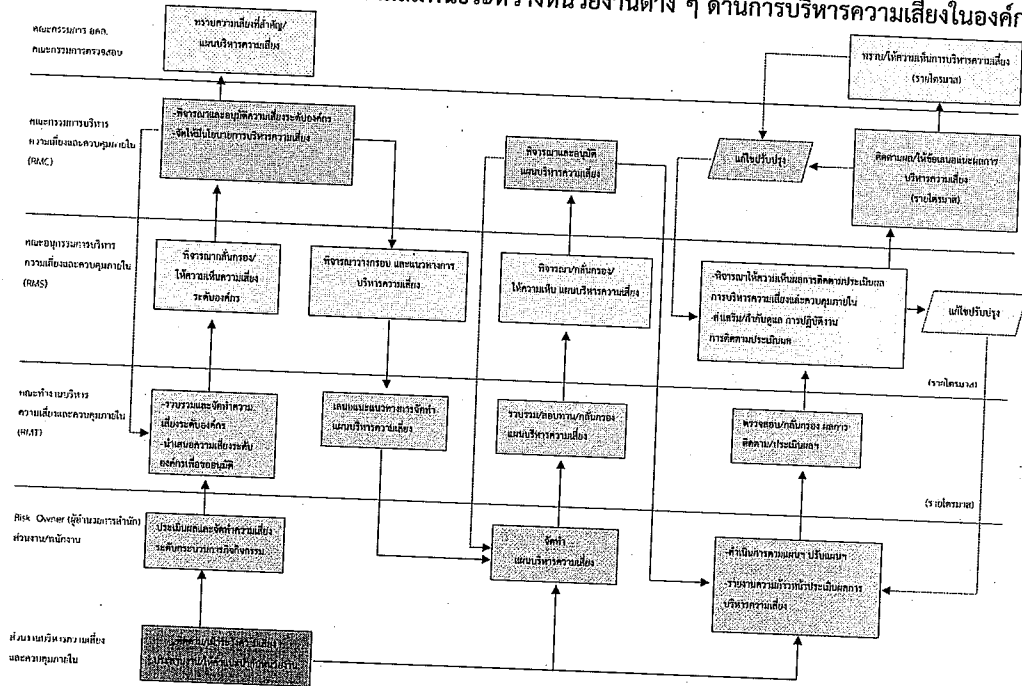 ระหว่างหน่วยงานต่าง ๆ ด้านการบริหารความเสี่ยงในองค์ก
คณะกรรมการ อคก.
คณะกรรมการตรวจสอบ
ทราบความเสี่ยงที่สำคัญ/
แผนบริหารความเสี่ยง
ทราบ/ให้ความเห็นการบริหารความเสี่ยง
(รายไตรมาส)
คณะกรรมการบริหาร
ความเสี่ยงและควบคุมภายใน
(RMC)
-พิจารณาและอนุมัติความเสี่ยงระดับองค์กร
-จัดให้มีนโยบายการบริหารความเสี่ยง
พิจารณาและอนุมัติ
แผนบริหารความเสี่ยง
แก้ไขปรับปรุง
ติดตามผล/ให้ข้อเสนอแนะผลการ
บริหารความเสี่ยง
(รายไตรมาส)
คณะอนุกรรมการบริหาร
ความเสี่ยงและควบคุมภายใน
(RMS)
พิจารณากลั่นกรอง/
ให้ความเห็นความเสี่ยง
ระดับองค์กร
พิจารณาวางกรอบ และแนวทางการ
บริหารความเสี่ยง
พิจารณา/กลั่นกรอง/
ให้ความเห็น แผนบริหารความเสี่ยง
-พิจารณาให้ความเห็นผลการติดตามประเมินผล
การบริหารความเสี่ยงและควบคุมภายใน
-ส่งเสริม/กำกับดูแล การปฏิบัติงาน
การติดตามประเมินผล
แก้ไขปรับปรุง
(รายไตรมาส)
คณะทำงานบริหาร
ความเสี่ยงและควบคุมภายใน
(RMT)
-รวบรวมและจัดทำความ
เสี่ยงระดับองค์กร
-นำเสนอความเสี่ยงระดับ
องค์กรเพื่อขออนุมัติ
เสนอแนะแนวทางการจัดทำ
แผนบริหารความเสี่ยง
รวบรวม/สอบทาน/กลั่นกรอง
แผนบริหารความเสี่ยง
ตรวจสอบ/กลั่นกรอง ผลการ
ติดตาม/ประเมินผลฯ
(รายไตรมาส)
Risk Owner (ผู้อำนวยการสำนัก)
ส่วนงาน/พนักงาน
ประเมินผลและจัดทำความเสี่ยง
ระดับกระบวนการ/กิจกรรม
จัดทำ
แผนบริหารความเสี่ยง
-ดำเนินการตามแผนฯ ปรับแผนฯ
-รายงานความก้าวหน้าประเมินผลการ
บริหารความเสี่ยง
ส่วนงานบริหารความเสี่ยง
และควบคุมภายใน